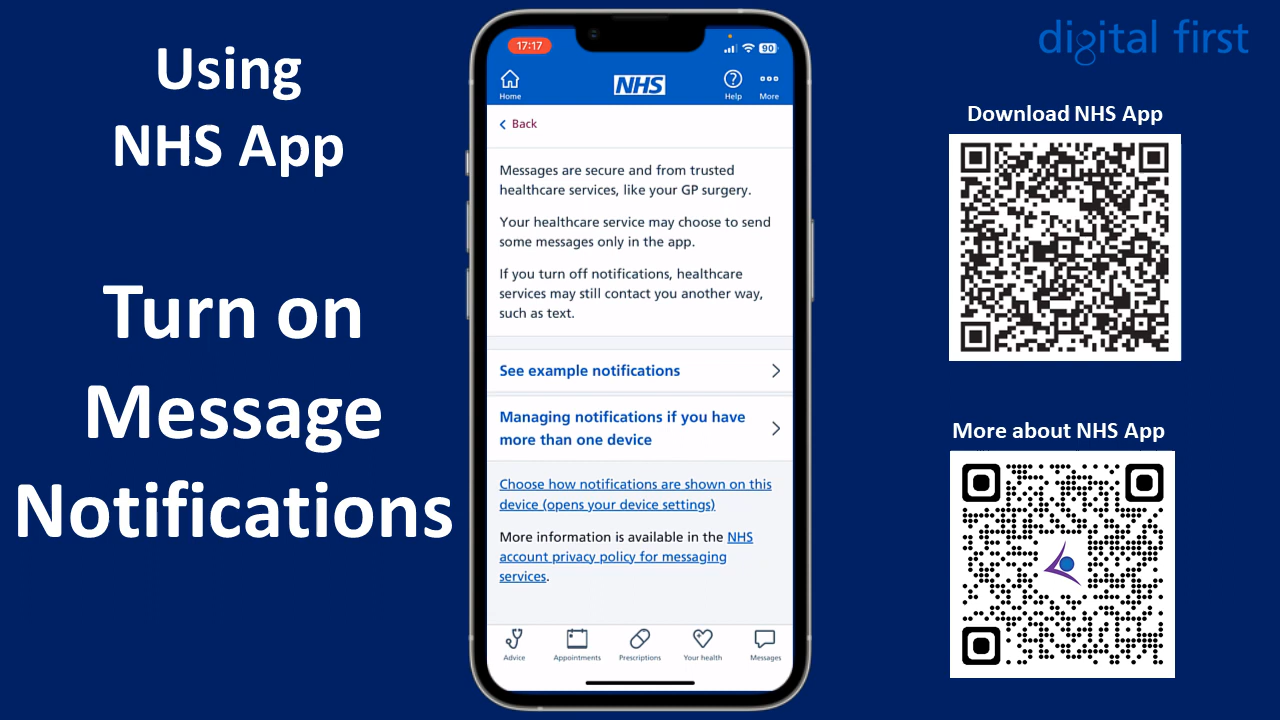 Using
NHS App
Turn on
Message
Notifications
17:17
90
Home
NHS
Help
More
Back
Messages are secure and from trusted
healthcare services, like your GP surgery.
Your healthcare service may choose to send
some messages only in the app.
If you turn off notifications, healthcare
services may still contact you another way,
such as text.
See example notifications
Managing notifications if you have
more than one device
Choose how notifications are shown on this
device (opens your device settings)
More information is available in the NHS
account privacy policy for messaging
services.
Advice
Appointments
Prescriptions
Your health
Messages
digital first
Download NHS App
More about NHS App